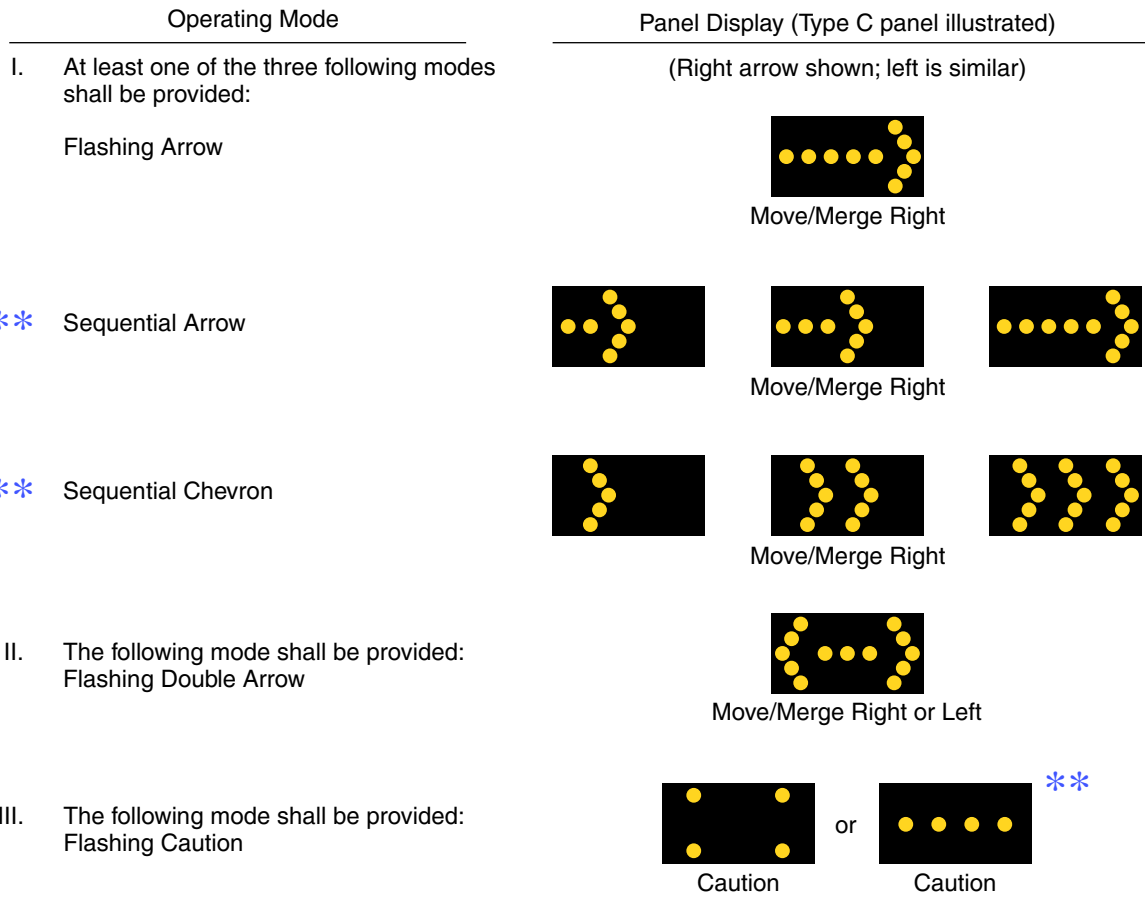 Operating Mode
Panel Display (Type C panel illustrated)
I. At least one of the three following modes
shall be provided:
(Right arrow shown; left is similar)
Flashing Arrow
Move/Merge Right
** Sequential Arrow
Move/Merge Right
** Sequential Chevron
Move/Merge Right
II. The following mode shall be provided:
Flashing Double Arrow
Move/Merge Right or Left
III. The following mode shall be provided:
Flashing Caution
or
**
Caution
Caution